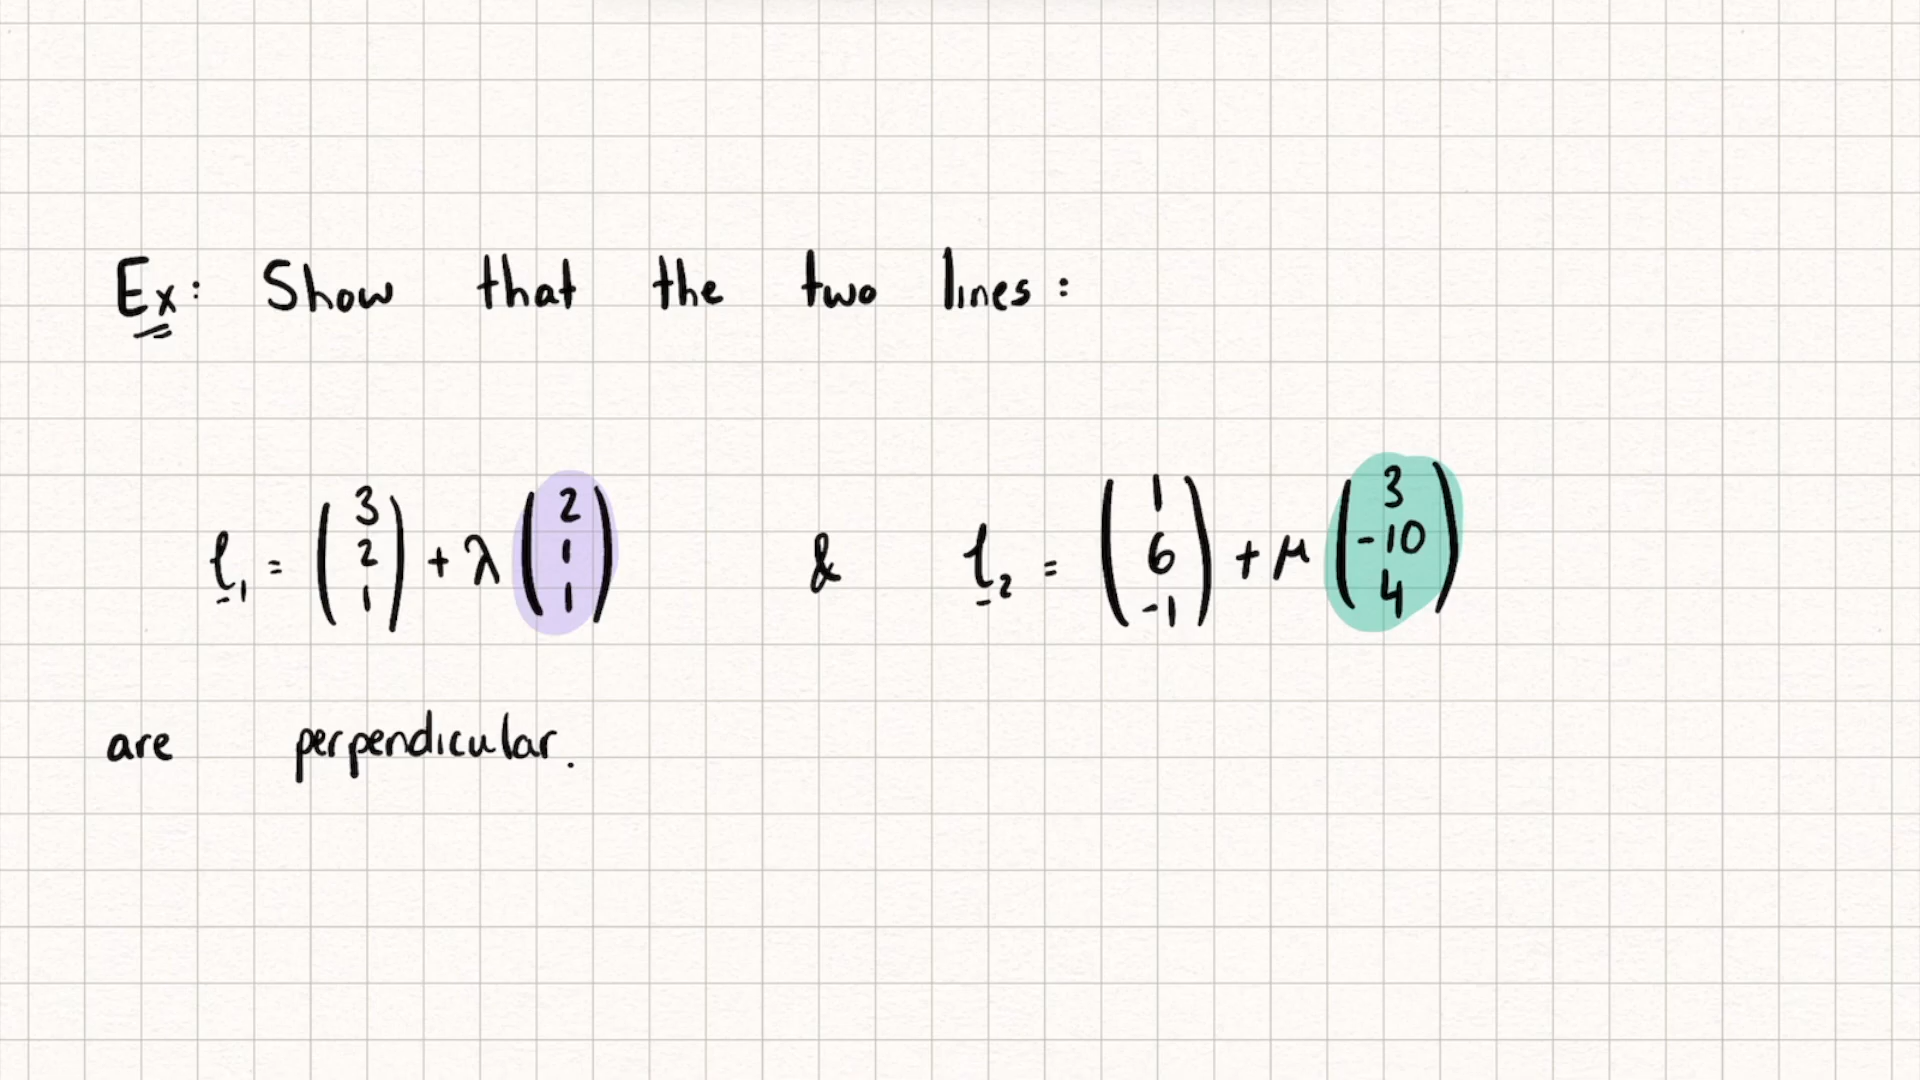 Ex: Show that the two lines:
l₁ = (3 2 1) + λ (2 1 1) & l₂ = (1 6 -1) + μ (3 -10 4)
are perpendicular.